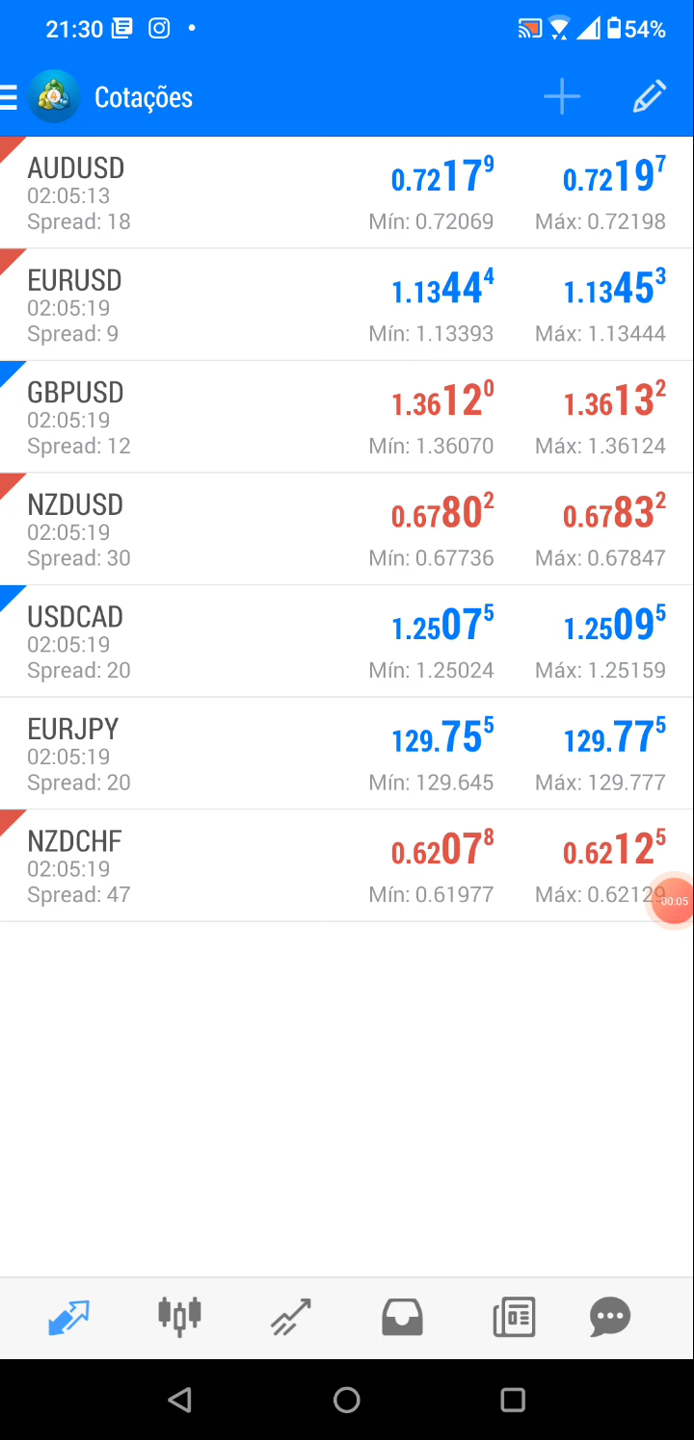 21:30 54%
Cotações
AUDUSD 0.72179 0.72197
02:05:13
Spread: 18 Mín: 0.72069 Máx: 0.72198
EURUSD 1.13444 1.13453
02:05:19
Spread: 9 Mín: 1.13393 Máx: 1.13444
GBPUSD 1.36120 1.36132
02:05:19
Spread: 12 Mín: 1.36070 Máx: 1.36124
NZDUSD 0.67802 0.67832
02:05:19
Spread: 30 Mín: 0.67736 Máx: 0.67847
USDCAD 1.25075 1.25095
02:05:19
Spread: 20 Mín: 1.25024 Máx: 1.25159
EURJPY 129.755 129.775
02:05:19
Spread: 20 Mín: 129.645 Máx: 129.777
NZDCHF 0.62078 0.62125
02:05:19
Spread: 47 Mín: 0.61977 Máx: 0.62129
00:05